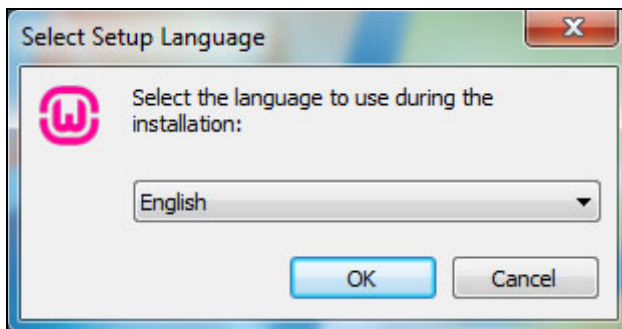 Select Setup Language
Select the language to use during the
installation:
English
OK
Cancel